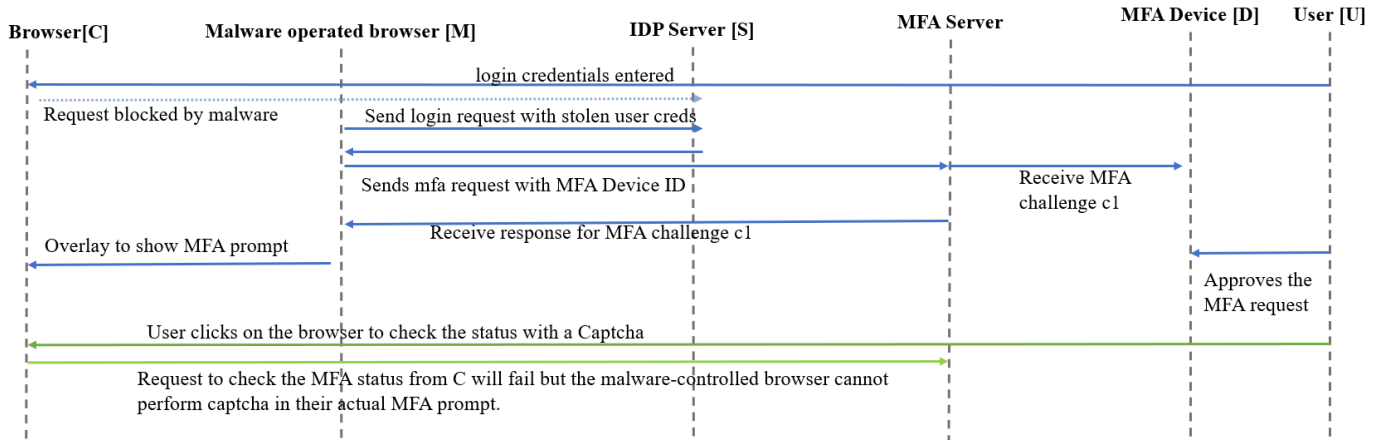 Browser[C]
Malware operated browser [M]
IDP Server [S]
MFA Server
MFA Device [D]
User [U]
login credentials entered
Request blocked by malware
Send login request with stolen user creds
Sends mfa request with MFA Device ID
Receive MFA
challenge c1
Receive response for MFA challenge c1
Overlay to show MFA prompt
Approves the
MFA request
User clicks on the browser to check the status with a Captcha
Request to check the MFA status from C will fail but the malware-controlled browser cannot
perform captcha in their actual MFA prompt.